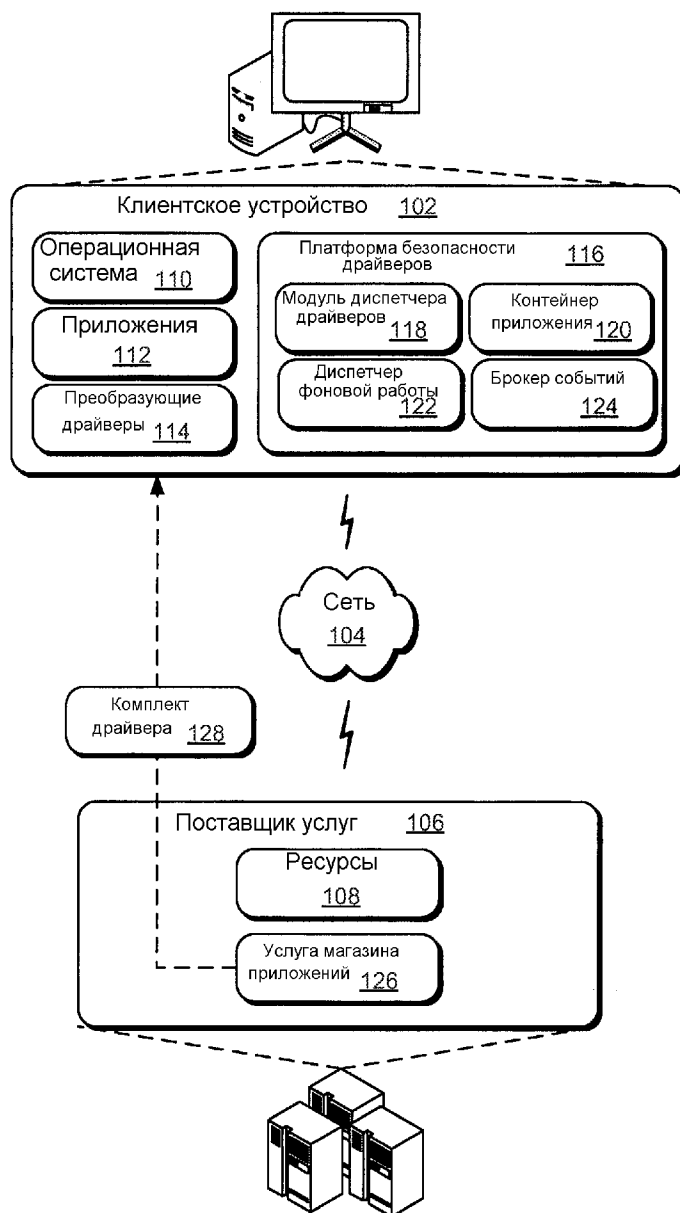 Клиентское устройство 102
Операционная
система 110
Приложения
112
Преобразующие
драйверы 114
Платформа безопасности
драйверов 116
Модуль диспетчера
драйверов 118
Контейнер
приложения 120
Диспетчер
фоновой работы 122
Брокер событий
124
Сеть
104
Комплект
драйвера 128
Поставщик услуг 106
Ресурсы
108
Услуга магазина
приложений 126